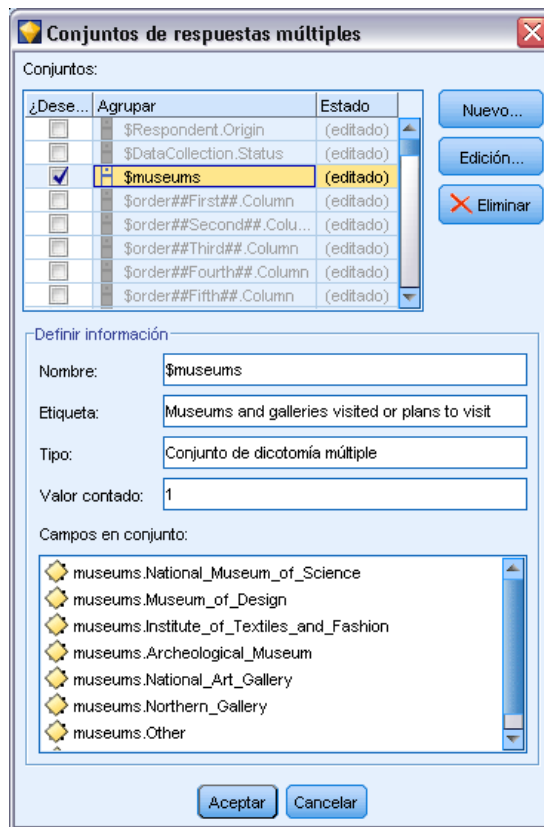 Conjuntos de respuestas múltiples
Conjuntos:
¿Dese... Agrupar Estado
$Respondent.Origin (editado)
$DataCollection.Status (editado)
$museums (editado)
$order##First##.Column (editado)
$order##Second##.Colu... (editado)
$order##Third##.Column (editado)
$order##Fourth##.Column (editado)
$order##Fifth##.Column (editado)
Nuevo...
Edición...
Eliminar
Definir información
Nombre: $museums
Etiqueta: Museums and galleries visited or plans to visit
Tipo: Conjunto de dicotomía múltiple
Valor contado: 1
Campos en conjunto:
museums.National_Museum_of_Science
museums.Museum_of_Design
museums.Institute_of_Textiles_and_Fashion
museums.Archeological_Museum
museums.National_Art_Gallery
museums.Northern_Gallery
museums.Other
Aceptar Cancelar